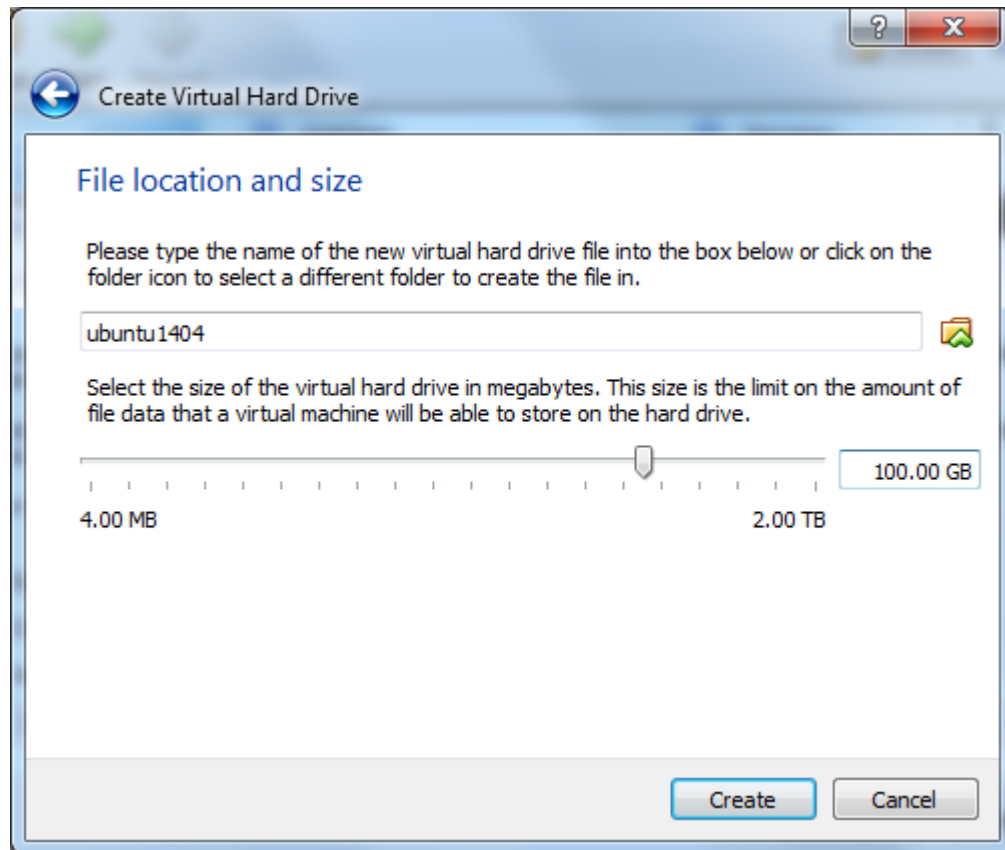 ?
Create Virtual Hard Drive
File location and size
Please type the name of the new virtual hard drive file into the box below or click on the
folder icon to select a different folder to create the file in.
ubuntu1404
Select the size of the virtual hard drive in megabytes. This size is the limit on the amount of
file data that a virtual machine will be able to store on the hard drive.
100.00 GB
4.00 MB 2.00 TB
Create Cancel